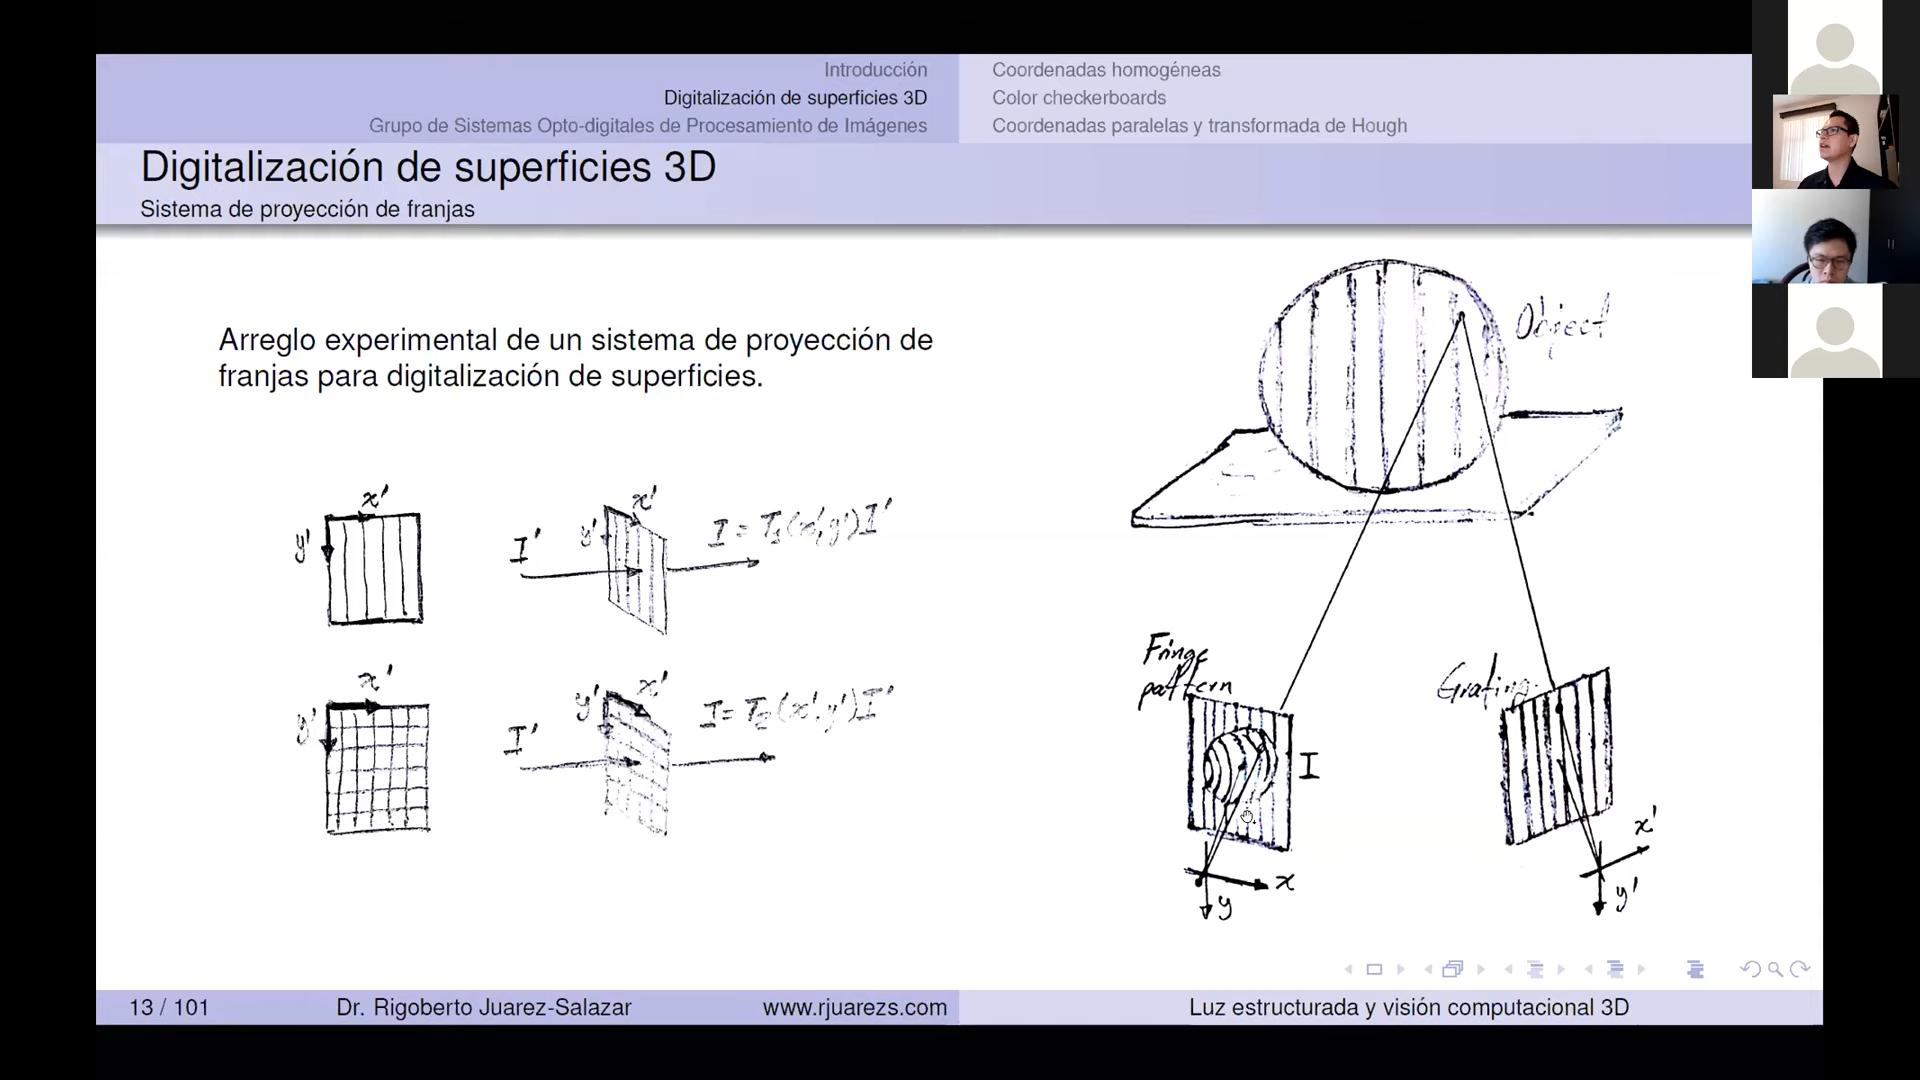 Introducción
Digitalización de superficies 3D
Grupo de Sistemas Opto-digitales de Procesamiento de Imágenes
Coordenadas homogéneas
Color checkerboards
Coordenadas paralelas y transformada de Hough
Digitalización de superficies 3D
Sistema de proyección de franjas
Arreglo experimental de un sistema de proyección de
franjas para digitalización de superficies.
x'
y'
I'
y'
x'
I = T₁(x',y')I'
x'
y'
I'
y'
x'
I = T₂(x',y')I'
Object
Fringe
pattern
I
x
y
Grating
x'
y'
13 / 101
Dr. Rigoberto Juarez-Salazar
www.rjuarezs.com
Luz estructurada y visión computacional 3D